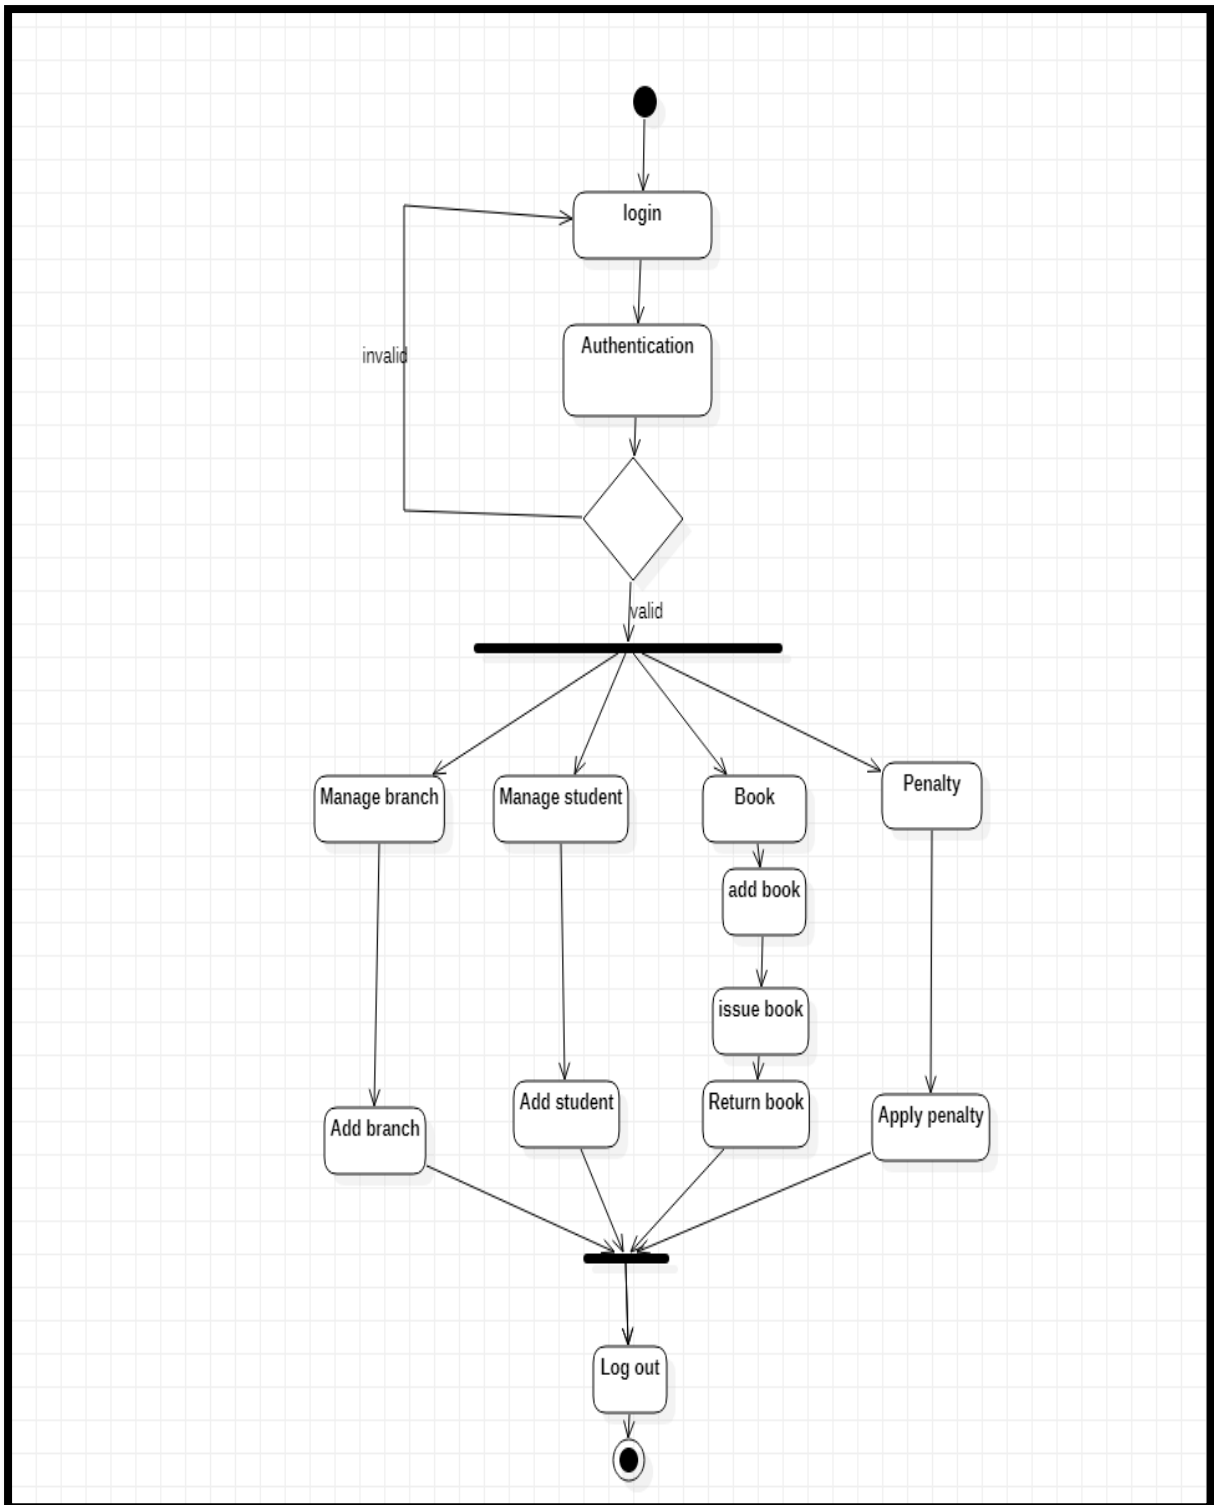 login
Authentication
invalid
valid
Manage branch
Manage student
Book
Penalty
add book
issue book
Add branch
Add student
Return book
Apply penalty
Log out